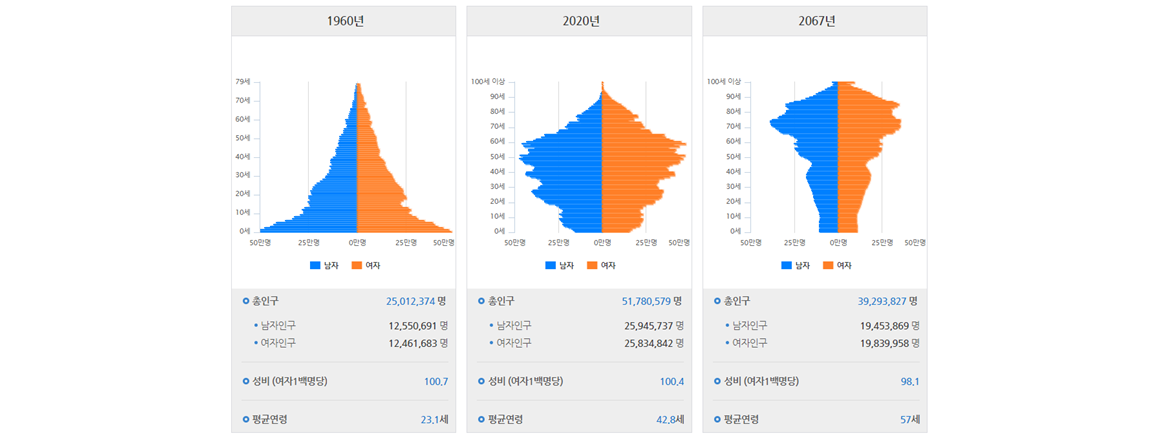 1960년
79세
70세
60세
50세
40세
30세
20세
10세
0세
50만명 25만명 0만명 25만명 50만명
남자 여자
총인구 25,012,374 명
남자인구 12,550,691 명
여자인구 12,461,683 명
성비 (여자1백명당) 100.7
평균연령 23.1세
2020년
100세 이상
90세
80세
70세
60세
50세
40세
30세
20세
10세
0세
50만명 25만명 0만명 25만명 50만명
남자 여자
총인구 51,780,579 명
남자인구 25,945,737 명
여자인구 25,834,842 명
성비 (여자1백명당) 100.4
평균연령 42.8세
2067년
100세 이상
90세
80세
70세
60세
50세
40세
30세
20세
10세
0세
50만명 25만명 0만명 25만명 50만명
남자 여자
총인구 39,293,827 명
남자인구 19,453,869 명
여자인구 19,839,958 명
성비 (여자1백명당) 98.1
평균연령 57세